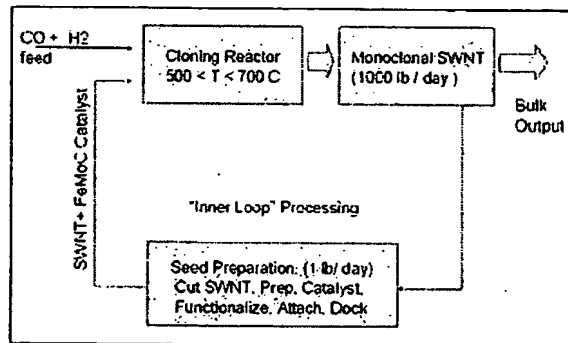 CO + H2
feed
Cloning Reactor
500 < T < 700 C
Monoclonal SWNT
(1000 lb / day )
Bulk
Output
SWNT+ FeMoC Catalyst
"Inner Loop" Processing
Seed Preparation: (1 lb/ day)
Cut SWNT, Prep. Catalyst,
Functionalize, Attach, Dock